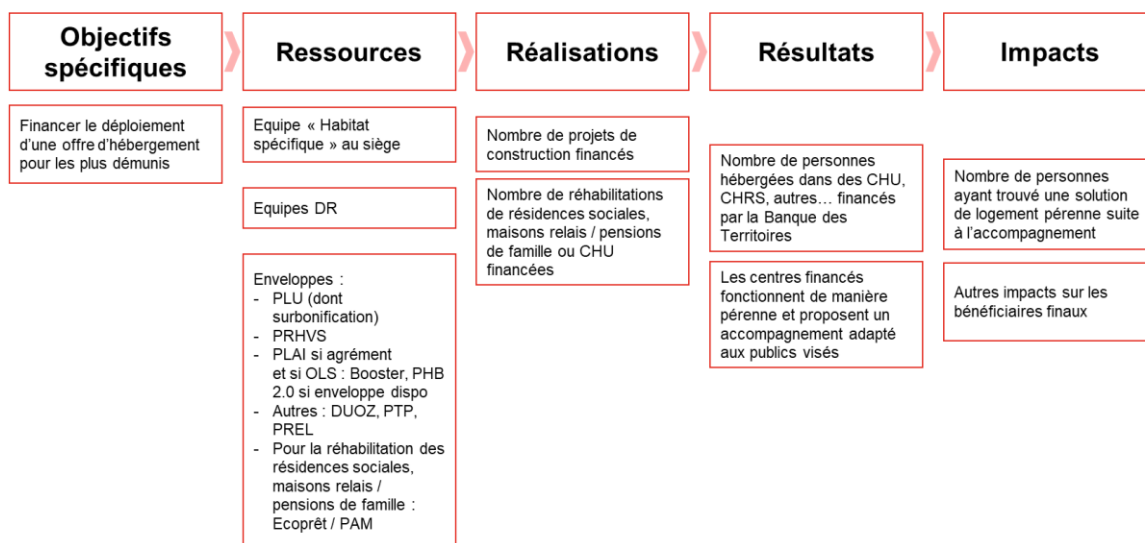 Objectifs
spécifiques
Ressources
Réalisations
Résultats
Impacts
Financer le déploiement
d'une offre d'hébergement
pour les plus démunis
Equipe « Habitat
spécifique » au siège
Equipes DR
Enveloppes :
- PLU (dont
surbonification)
- PRHVS
- PLAI si agrément
et si OLS : Booster, PHB
2.0 si enveloppe dispo
- Autres : DUOZ, PTP,
PREL
- Pour la réhabilitation des
résidences sociales,
maisons relais /
pensions de famille :
Ecoprêt / PAM
Nombre de projets de
construction financés
Nombre de réhabilitations
de résidences sociales,
maisons relais / pensions
de famille ou CHU
financées
Nombre de personnes
hébergées dans des CHU,
CHRS, autres… financés
par la Banque des
Territoires
Les centres financés
fonctionnent de manière
pérenne et proposent un
accompagnement adapté
aux publics visés
Nombre de personnes
ayant trouvé une solution
de logement pérenne suite
à l'accompagnement
Autres impacts sur les
bénéficiaires finaux